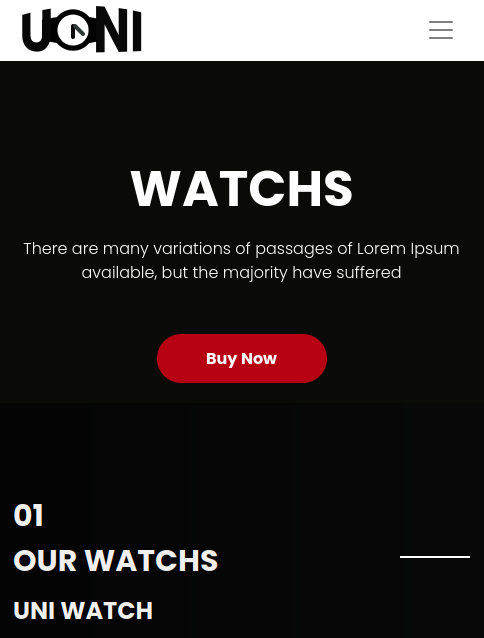 UONI
WATCHS
There are many variations of passages of Lorem Ipsum
available, but the majority have suffered
Buy Now
01
OUR WATCHS
UNI WATCH